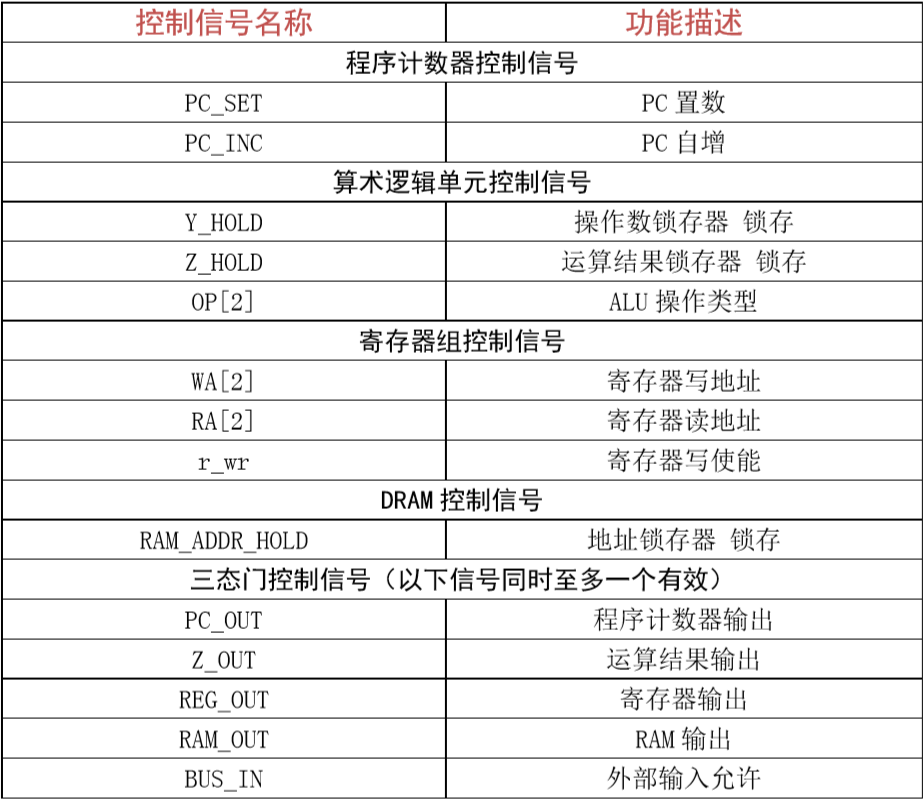 控制信号名称 功能描述
程序计数器控制信号
PC_SET PC 置数
PC_INC PC 自增
算术逻辑单元控制信号
Y_HOLD 操作数锁存器 锁存
Z_HOLD 运算结果锁存器 锁存
OP[2] ALU 操作类型
寄存器组控制信号
WA[2] 寄存器写地址
RA[2] 寄存器读地址
r_wr 寄存器写使能
DRAM 控制信号
RAM_ADDR_HOLD 地址锁存器 锁存
三态门控制信号（以下信号同时至多一个有效）
PC_OUT 程序计数器输出
Z_OUT 运算结果输出
REG_OUT 寄存器输出
RAM_OUT RAM 输出
BUS_IN 外部输入允许